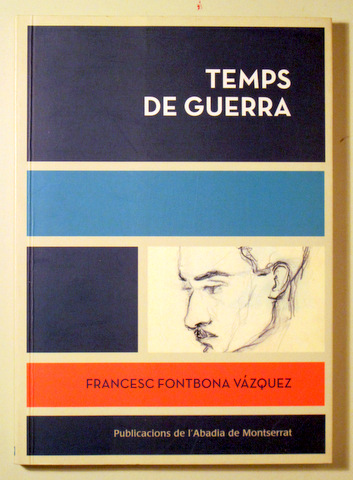 TEMPS
DE GUERRA
FRANCESC FONTBONA VÁZQUEZ
Publicacions de l'Abadia de Montserrat